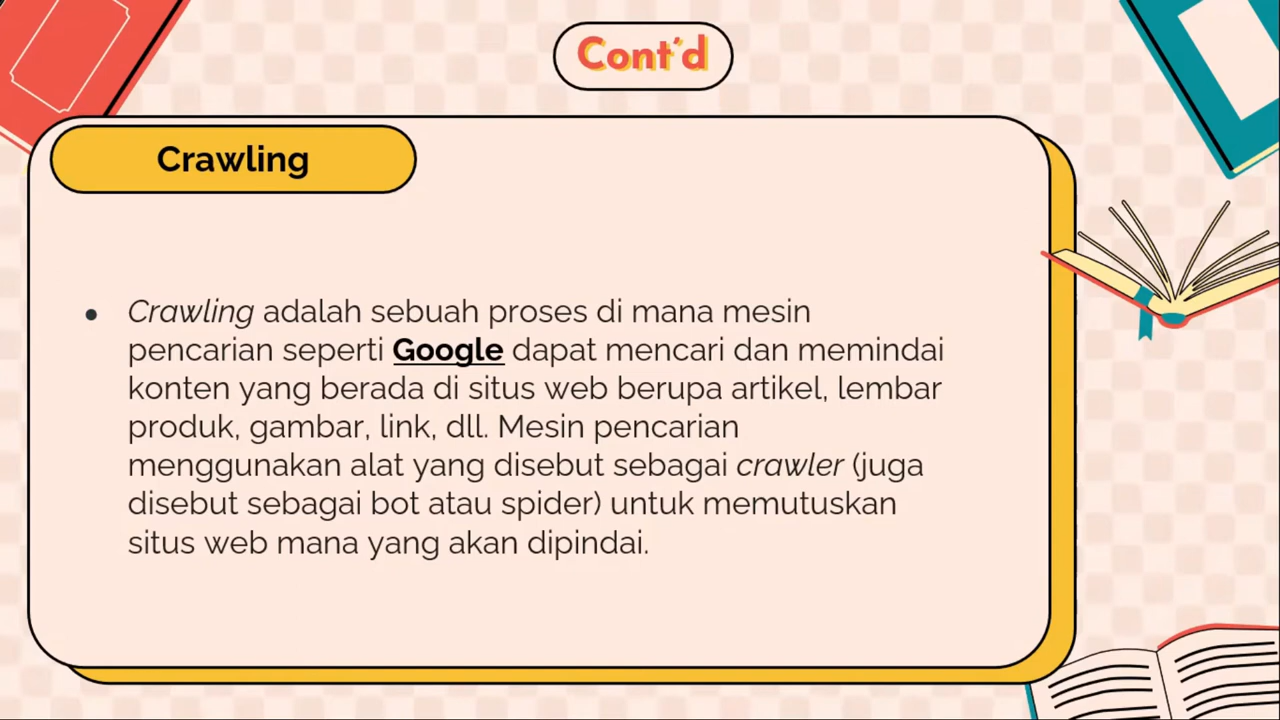 Cont´d
Crawling
• Crawling adalah sebuah proses di mana mesin
pencarian seperti Google dapat mencari dan memindai
konten yang berada di situs web berupa artikel, lembar
produk, gambar, link, dll. Mesin pencarian
menggunakan alat yang disebut sebagai crawler (juga
disebut sebagai bot atau spider) untuk memutuskan
situs web mana yang akan dipindai.